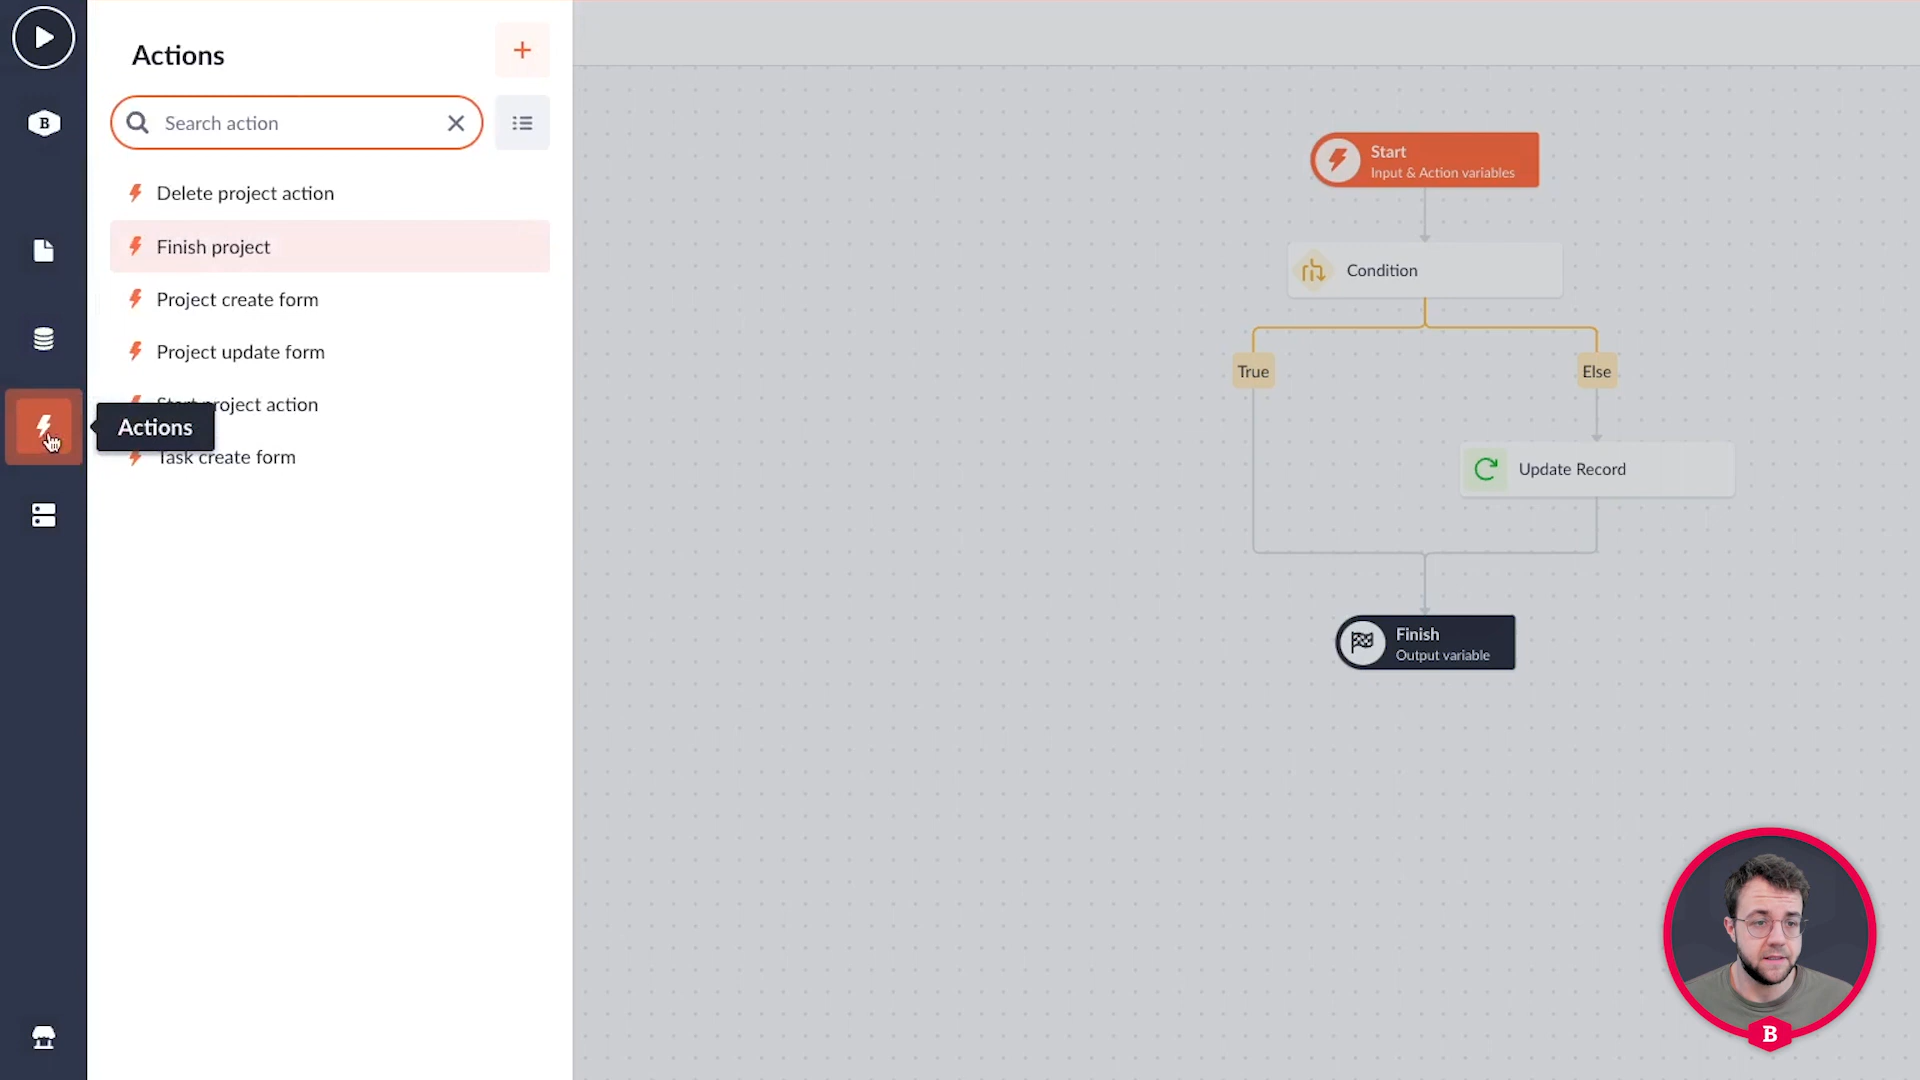 Actions
Search action
Delete project action
Finish project
Project create form
Project update form
project action
Actions
Task create form
Start
Input & Action variables
Condition
True
Else
Update Record
Finish
Output variable
B
B